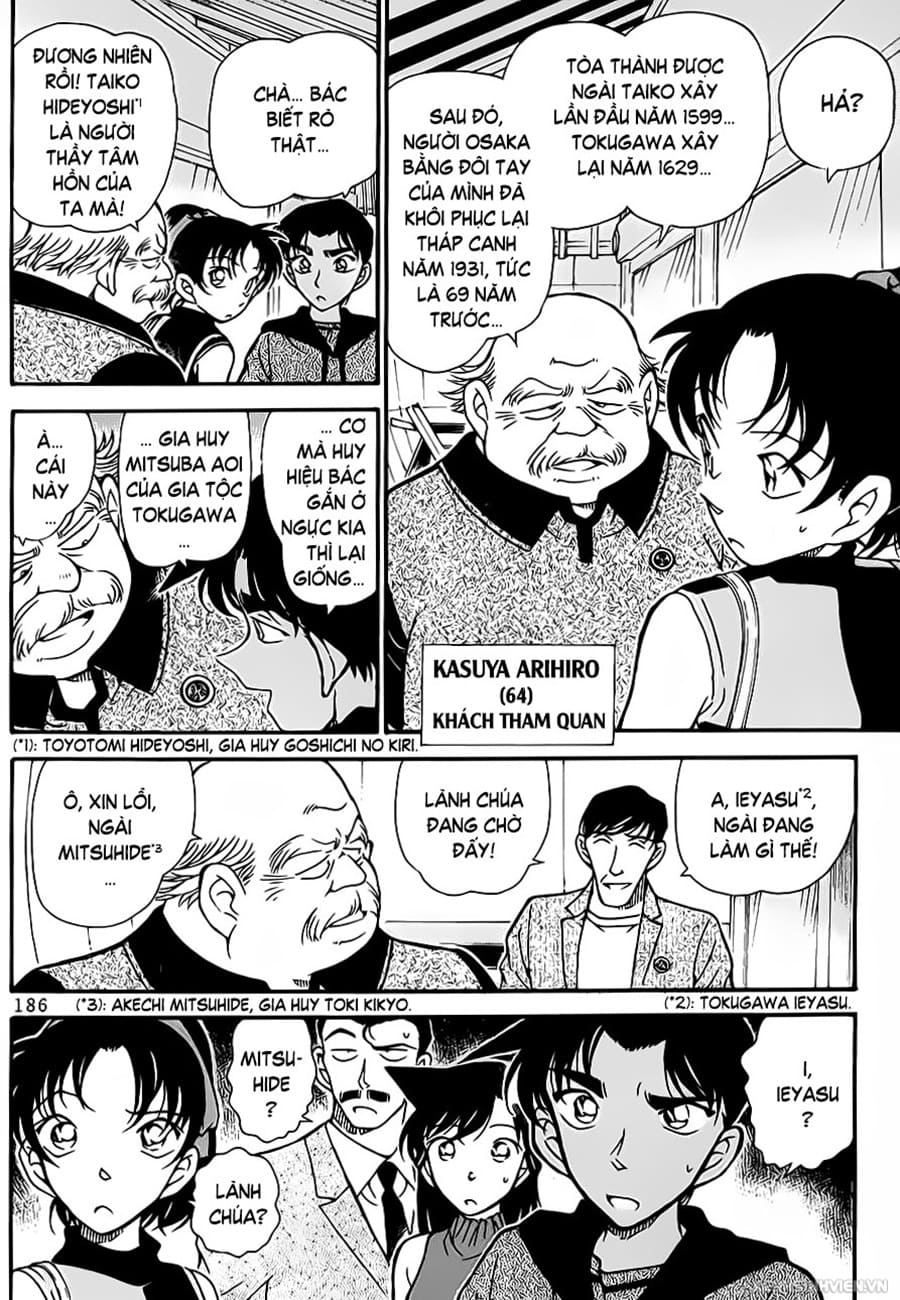 HẢ?
TÒA THÀNH ĐƯỢC
NGÀI TAIKO XÂY
LẦN ĐẦU NĂM 1599...
TOKUGAWA XÂY
LẠI NĂM 1629...
SAU ĐÓ,
NGƯỜI OSAKA
BẰNG ĐÔI TAY
CỦA MÌNH ĐÃ
KHÔI PHỤC LẠI
THÁP CANH
NĂM 1931, TỨC
LÀ 69 NĂM
TRƯỚC...
KASUYA ARIHIRO
(64)
KHÁCH THAM QUAN
CHÀ... BÁC
BIẾT RÕ
THẬT...
ĐƯƠNG NHIÊN
RỒI! TAIKO
HIDEYOSHI*1
LÀ NGƯỜI
THẦY TÂM
HỒN CỦA
TA MÀ!
... CƠ
MÀ HUY
HIỆU BÁC
GẮN Ở
NGỰC KIA
THÌ LẠI
GIỐNG...
... GIA HUY
MITSUBA AOI
CỦA GIA TỘC
TOKUGAWA
...
À...
CÁI
NÀY
...
(*1): TOYOTOMI HIDEYOSHI, GIA HUY GOSHICHI NO KIRI.
A, IEYASU*2,
NGÀI ĐANG
LÀM GÌ THẾ!
LÃNH CHÚA
ĐANG CHỜ
ĐẤY!
Ô, XIN LỖI,
NGÀI
MITSUHIDE*3
...
186
(*3): AKECHI MITSUHIDE, GIA HUY TOKI KIKYO.
(*2): TOKUGAWA IEYASU.
I,
IEYASU
?
MITSU-
HIDE
?
LÃNH
CHÚA?